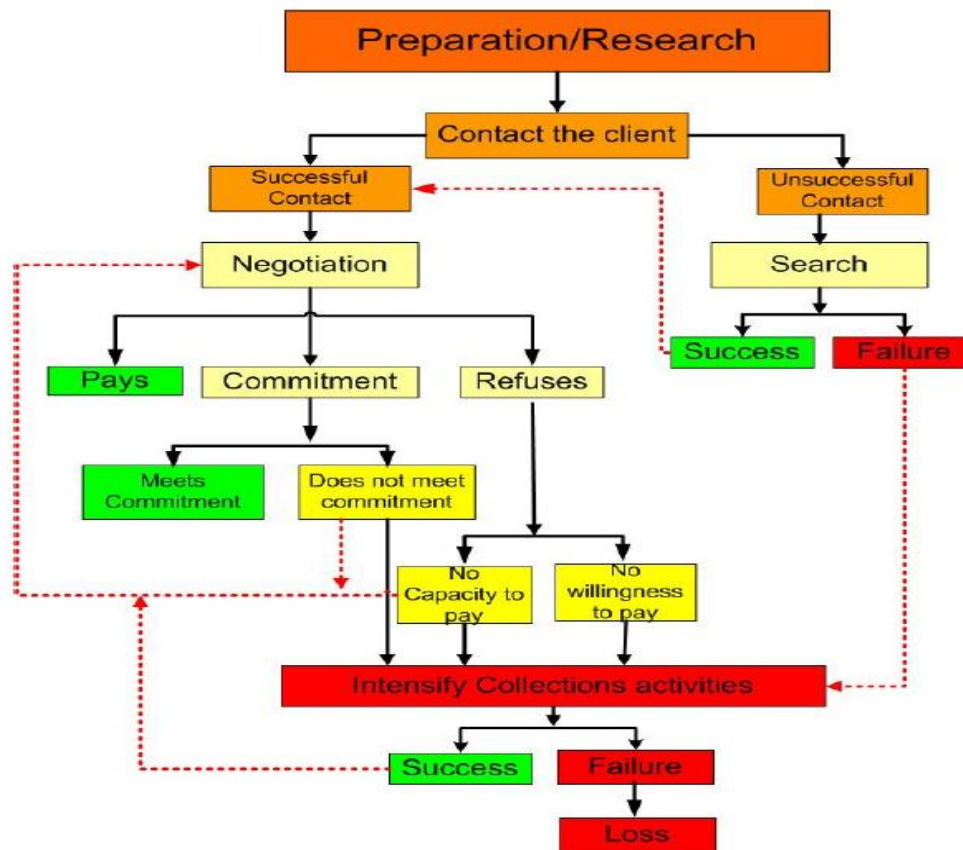 Preparation/Research
Contact the client
Successful
Contact
Unsuccessful
Contact
Negotiation
Search
Success
Failure
Pays
Commitment
Refuses
Meets
Commitment
Does not meet
commitment
No
Capacity to
pay
No
willingness
to pay
Intensify Collections activities
Success
Failure
Loss